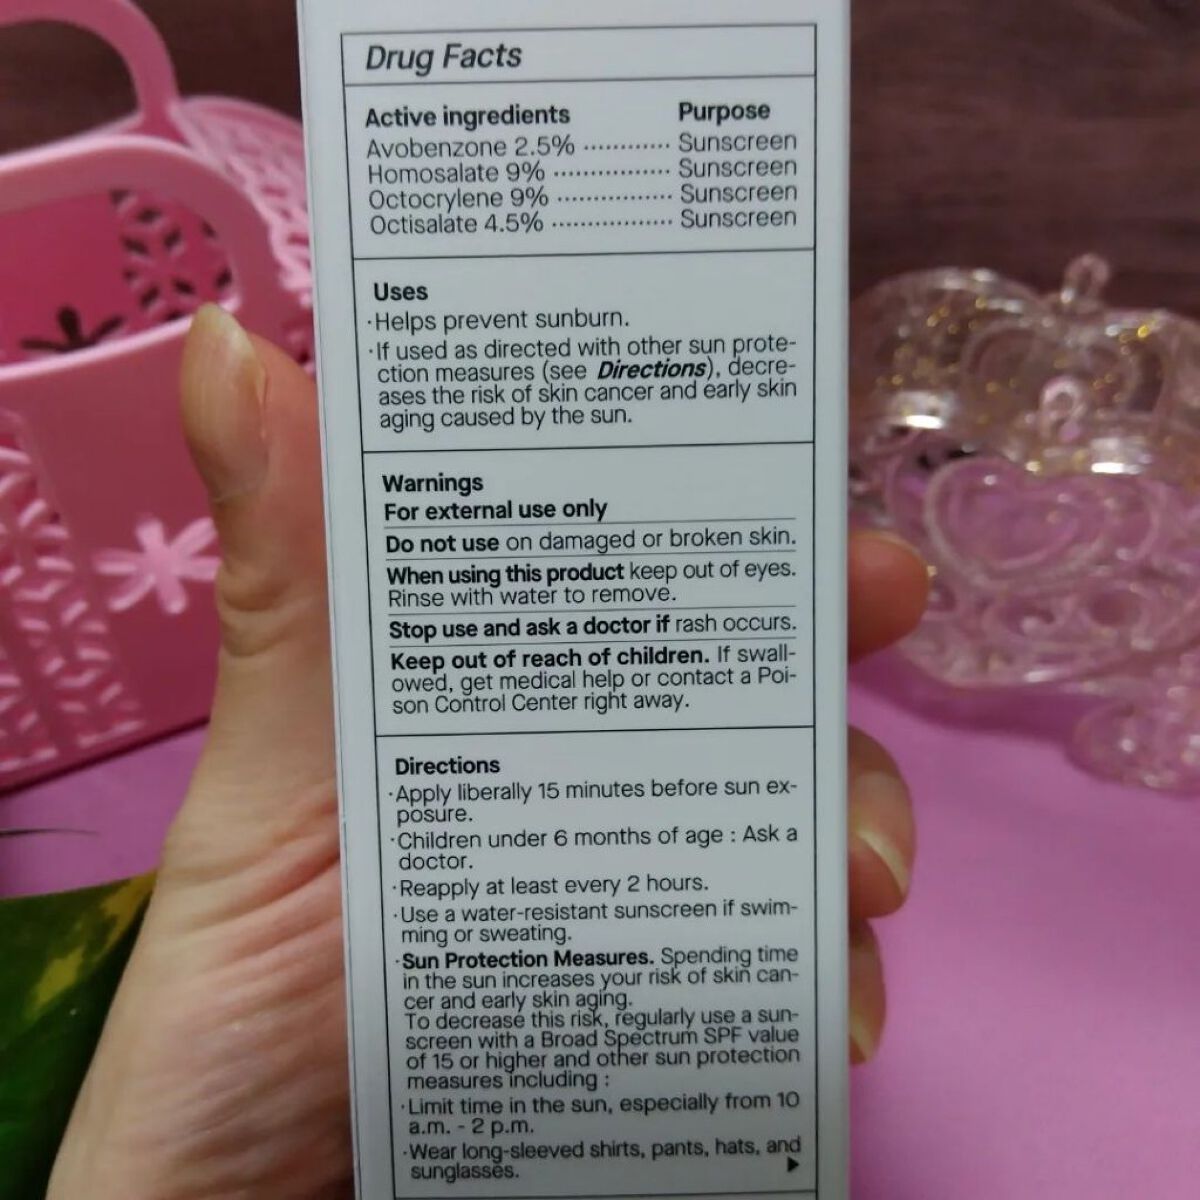 Drug Facts
Active ingredients Purpose
Avobenzone 2.5% ············ Sunscreen
Homosalate 9% ················· Sunscreen
Octocrylene 9% ················ Sunscreen
Octisalate 4.5% ················· Sunscreen
Uses
·Helps prevent sunburn.
·If used as directed with other sun prote-
ction measures (see Directions), decre-
ases the risk of skin cancer and early skin
aging caused by the sun.
Warnings
For external use only
Do not use on damaged or broken skin.
When using this product keep out of eyes.
Rinse with water to remove.
Stop use and ask a doctor if rash occurs.
Keep out of reach of children. If swall-
owed, get medical help or contact a Poi-
son Control Center right away.
Directions
·Apply liberally 15 minutes before sun ex-
posure.
·Children under 6 months of age : Ask a
doctor.
·Reapply at least every 2 hours.
·Use a water-resistant sunscreen if swim-
ming or sweating.
·Sun Protection Measures. Spending time
in the sun increases your risk of skin can-
cer and early skin aging.
To decrease this risk, regularly use a sun-
screen with a Broad Spectrum SPF value
of 15 or higher and other sun protection
measures including :
·Limit time in the sun, especially from 10
a.m. - 2 p.m.
·Wear long-sleeved shirts, pants, hats, and
sunglasses.